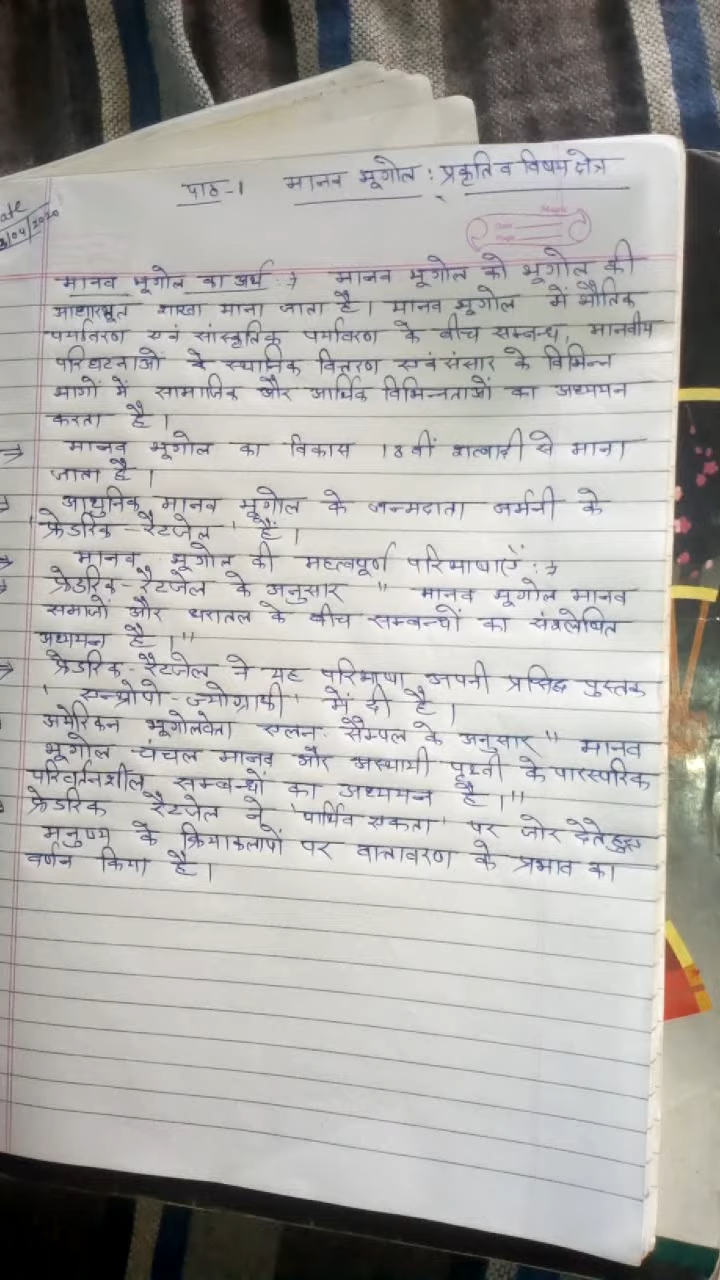 पाठ-1 मानव भूगोल : प्रकृति व विषय क्षेत्र
ate
3/04/2020
मानव भूगोल का अर्थ :→ मानव भूगोल को भूगोल की
आधारभूत शाखा माना जाता है। मानव भूगोल में भौतिक
पर्यावरण एवं सांस्कृतिक पर्यावरण के बीच सम्बन्ध, मानवीय
परिघटनाओं के स्थानिक वितरण एवं संसार के विभिन्न
भागों में सामाजिक और आर्थिक विभिन्नताओं का अध्ययन
करता है।
→ मानव भूगोल का विकास 18वीं शत्वादी से माना
जाता है।
→ आधुनिक मानव भूगोल के जन्मदाता जर्मनी के
'फ्रेडरिक-रैटजेल' हैं।
→ मानव भूगोल की महत्वपूर्ण परिभाषाएँ :→
→ फ्रेडरिक-रैटजेल के अनुसार " मानव भूगोल मानव
समाजों और धरातल के बीच सम्बन्धों का संश्लेषित
अध्ययन है।"
→ फ्रेडरिक-रैटजेल ने यह परिभाषा अपनी प्रसिद्ध पुस्तक
'एन्थ्रोपो-ज्योग्राफी' में दी है।
अमेरिकन भूगोलवेता एलन. सैम्पल के अनुसार " मानव
भूगोल चंचल मानव और अस्थायी पृथ्वी के पारस्परिक
परिवर्तनशील सम्बन्धों का अध्ययन है।"
फ्रेडरिक रैटजेल ने 'पार्थिव एकता' पर जोर देते हुए
मनुष्य के क्रियाकलापों पर वातावरण के प्रभाव का
वर्णन किया है।